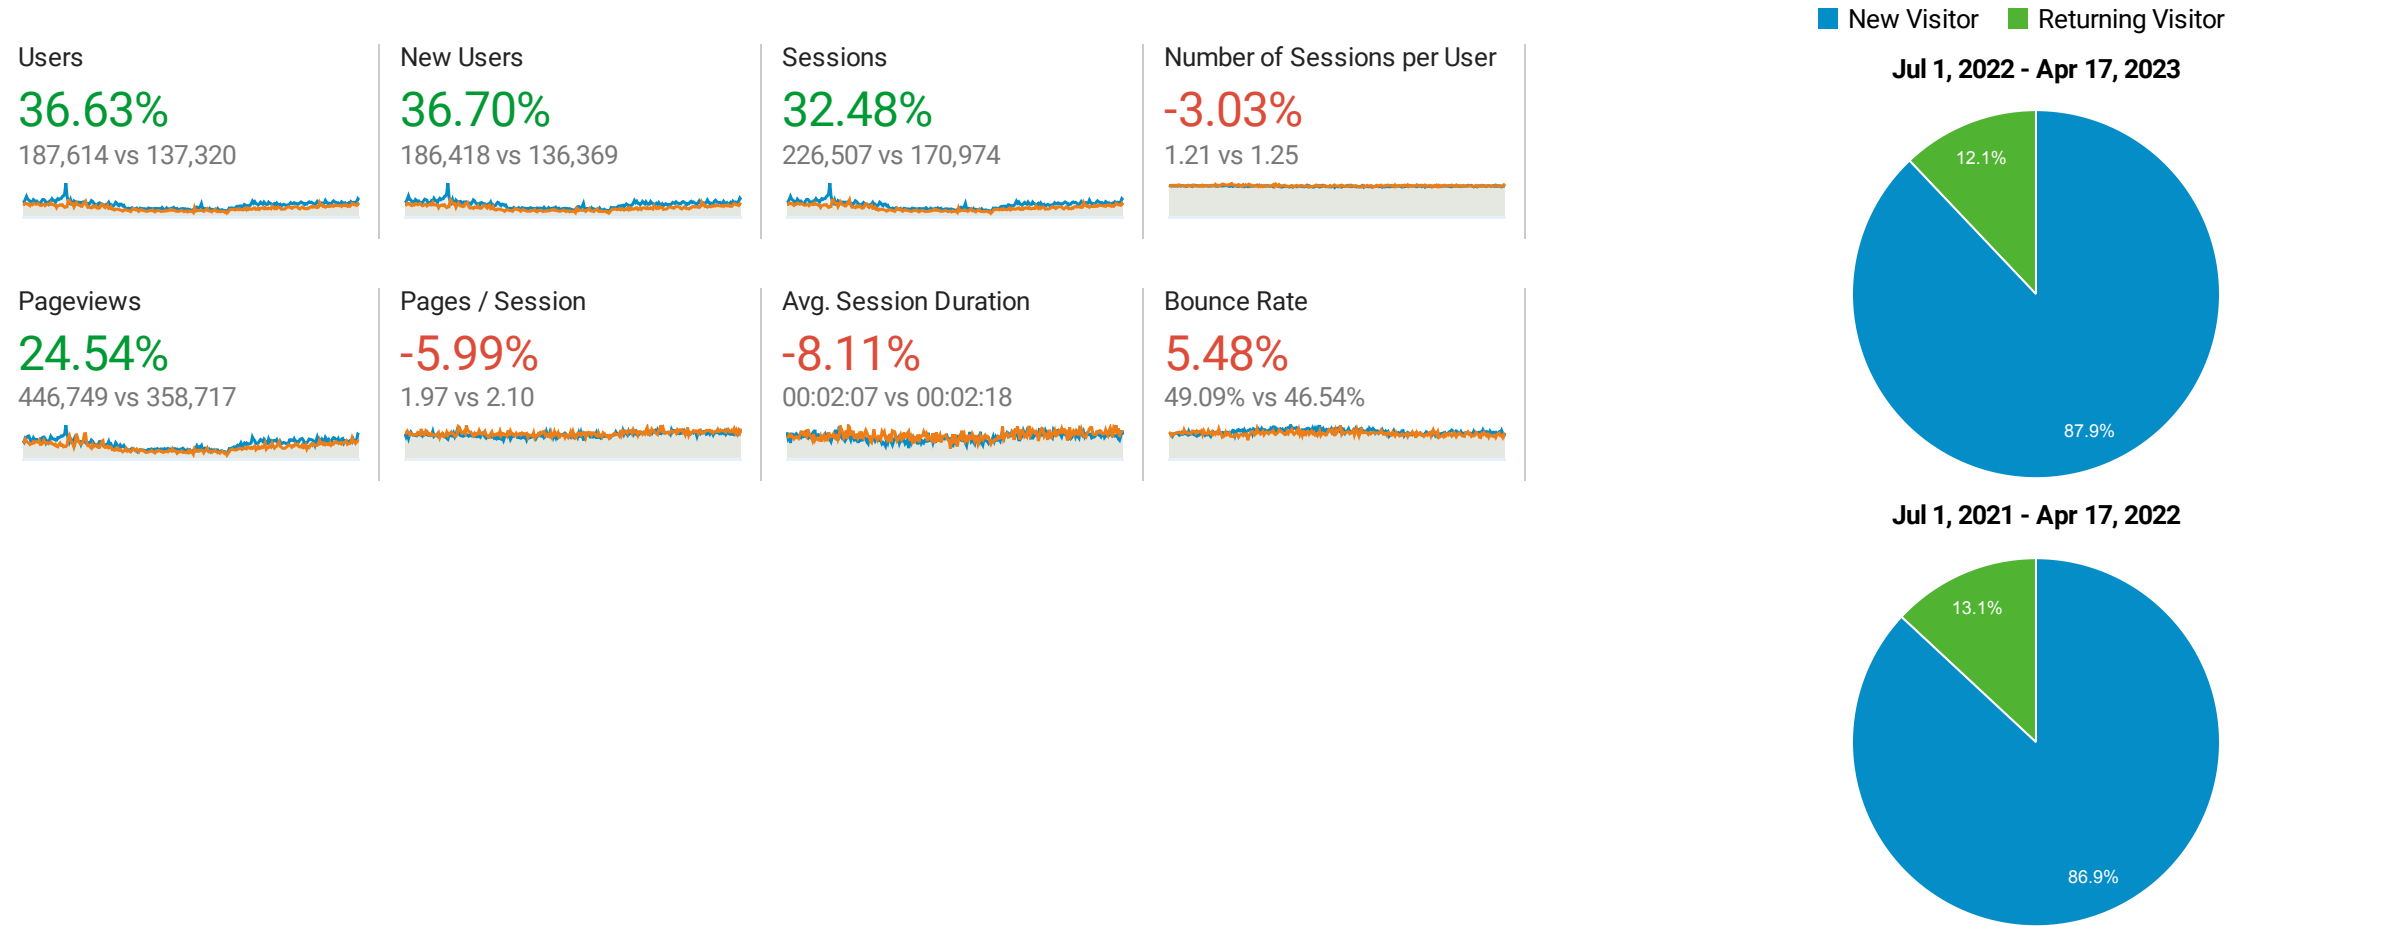 Users
36.63%
187,614 vs 137,320
New Users
36.70%
186,418 vs 136,369
Sessions
32.48%
226,507 vs 170,974
Number of Sessions per User
-3.03%
1.21 vs 1.25
Pageviews
24.54%
446,749 vs 358,717
Pages / Session
-5.99%
1.97 vs 2.10
Avg. Session Duration
-8.11%
00:02:07 vs 00:02:18
Bounce Rate
5.48%
49.09% vs 46.54%
New Visitor
Returning Visitor
Jul 1, 2022 - Apr 17, 2023
12.1%
87.9%
Jul 1, 2021 - Apr 17, 2022
13.1%
86.9%